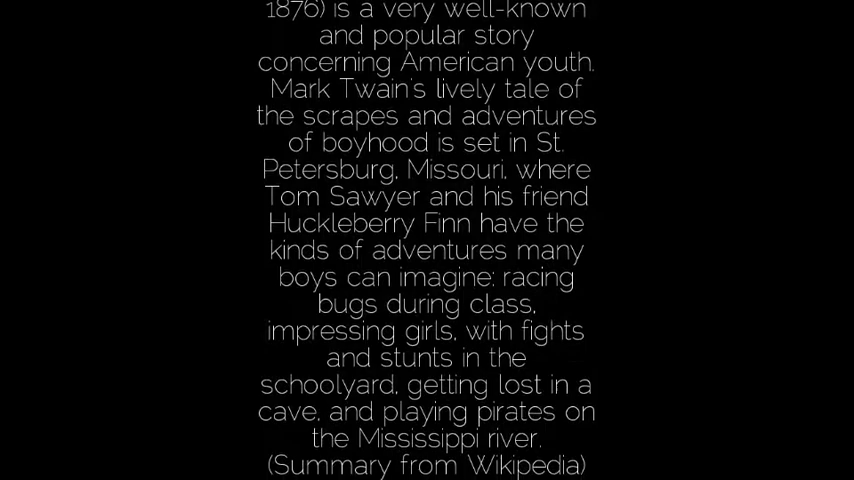 1876) is a very well-known
and popular story
concerning American youth.
Mark Twain's lively tale of
the scrapes and adventures
of boyhood is set in St.
Petersburg, Missouri, where
Tom Sawyer and his friend
Huckleberry Finn have the
kinds of adventures many
boys can imagine: racing
bugs during class,
impressing girls, with fights
and stunts in the
schoolyard, getting lost in a
cave, and playing pirates on
the Mississippi river.
(Summary from Wikipedia)